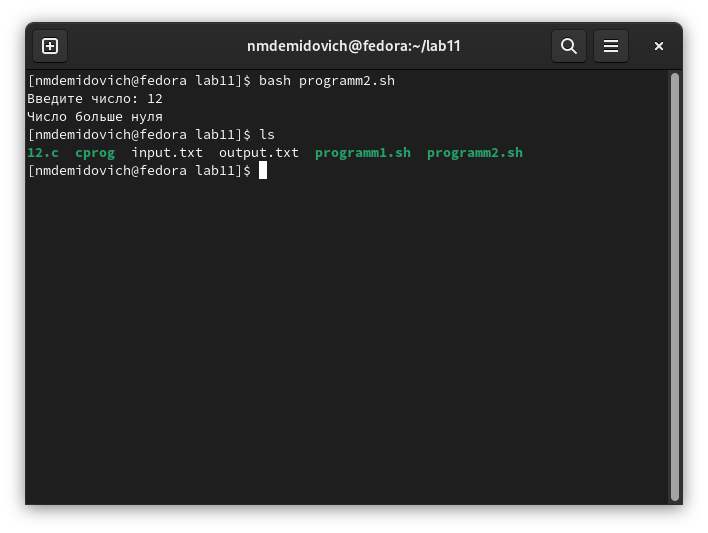 nmdemidovich@fedora:~/lab11
[nmdemidovich@fedora lab11]$ bash programm2.sh
Введите число: 12
Число больше нуля
[nmdemidovich@fedora lab11]$ ls
12.c  cprog  input.txt  output.txt  programm1.sh  programm2.sh
[nmdemidovich@fedora lab11]$